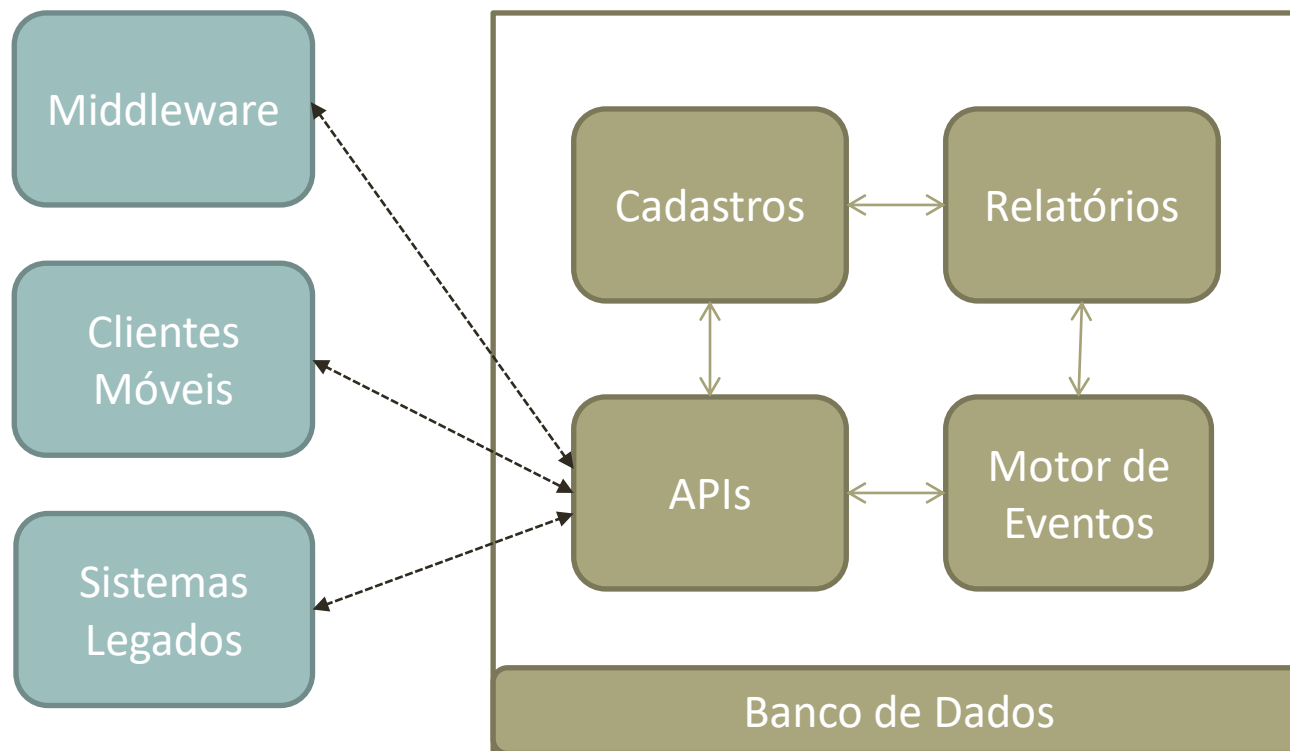 Middleware
Clientes
Móveis
Sistemas
Legados
Cadastros
Relatórios
APIs
Motor de
Eventos
Banco de Dados